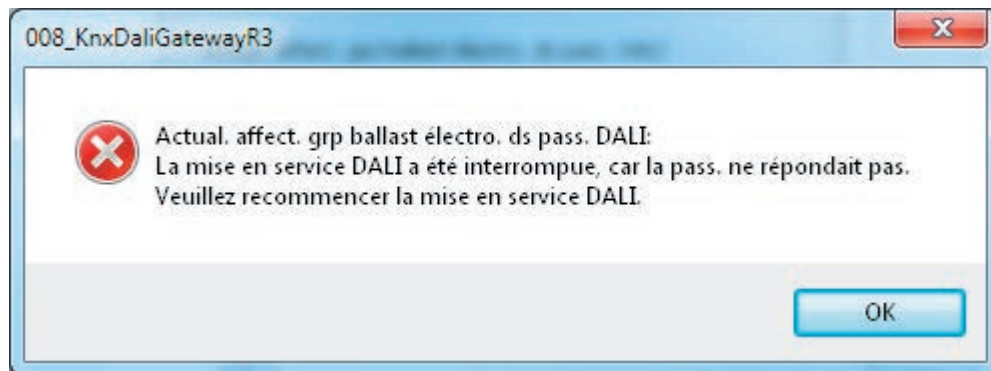 008_KnxDaliGatewayR3
Actual. affect. grp ballast électro. ds pass. DALI:
La mise en service DALI a été interrompue, car la pass. ne répondait pas.
Veuillez recommencer la mise en service DALI.
OK